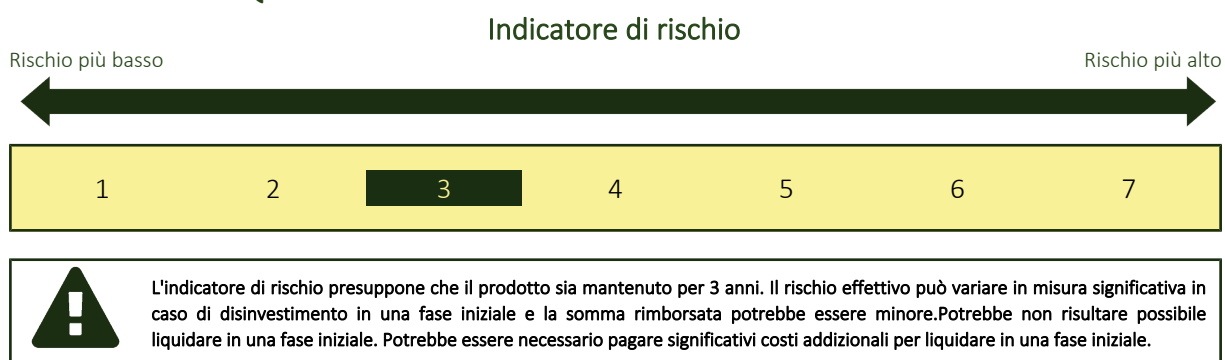 Indicatore di rischio
Rischio più basso
Rischio più alto
1 2 3 4 5 6 7
L'indicatore di rischio presuppone che il prodotto sia mantenuto per 3 anni. Il rischio effettivo può variare in misura significativa in
caso di disinvestimento in una fase iniziale e la somma rimborsata potrebbe essere minore.Potrebbe non risultare possibile
liquidare in una fase iniziale. Potrebbe essere necessario pagare significativi costi addizionali per liquidare in una fase iniziale.